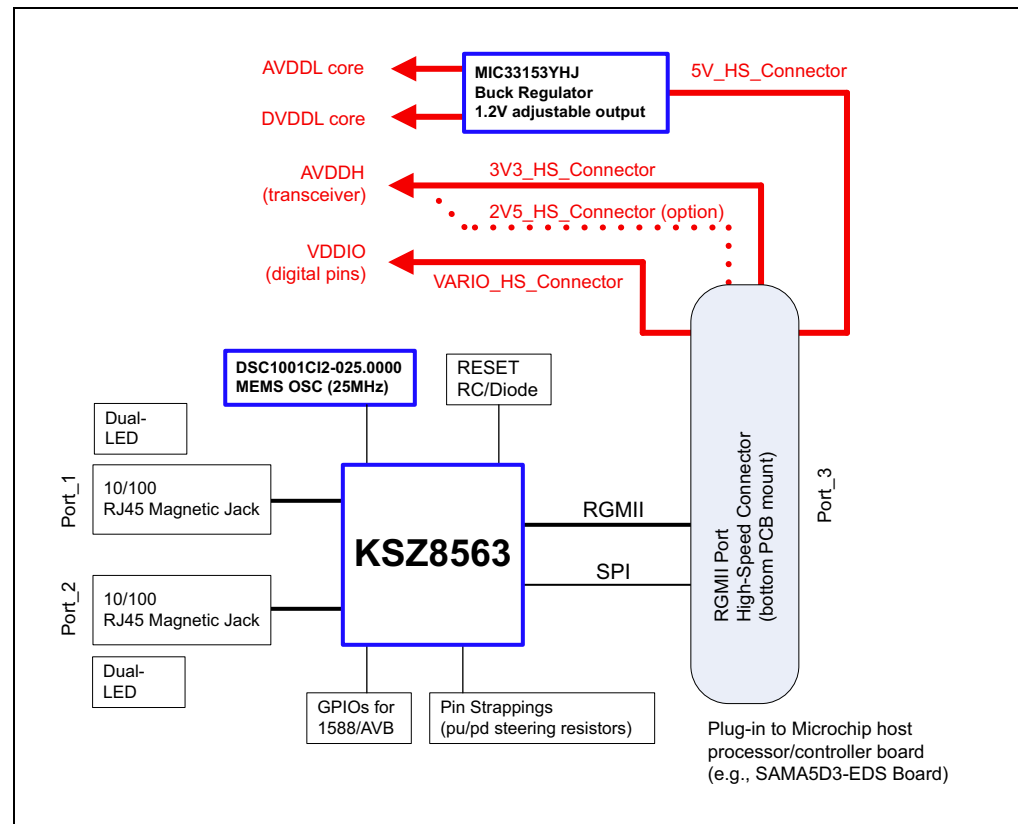 AVDDL core
DVDDL core
MIC33153YHJ
Buck Regulator
1.2V adjustable output
5V_HS_Connector
AVDDH
(transceiver)
3V3_HS_Connector
2V5_HS_Connector (option)
VDDIO
(digital pins)
VARIO_HS_Connector
DSC1001CI2-025.0000
MEMS OSC (25MHz)
RESET
RC/Diode
Dual-
LED
Port_1
10/100
RJ45 Magnetic Jack
Port_2
10/100
RJ45 Magnetic Jack
Dual-
LED
KSZ8563
RGMII
SPI
RGMII Port
High-Speed Connector
(bottom PCB mount)
Port_3
GPIOs for
1588/AVB
Pin Strappings
(pu/pd steering resistors)
Plug-in to Microchip host
processor/controller board
(e.g., SAMA5D3-EDS Board)